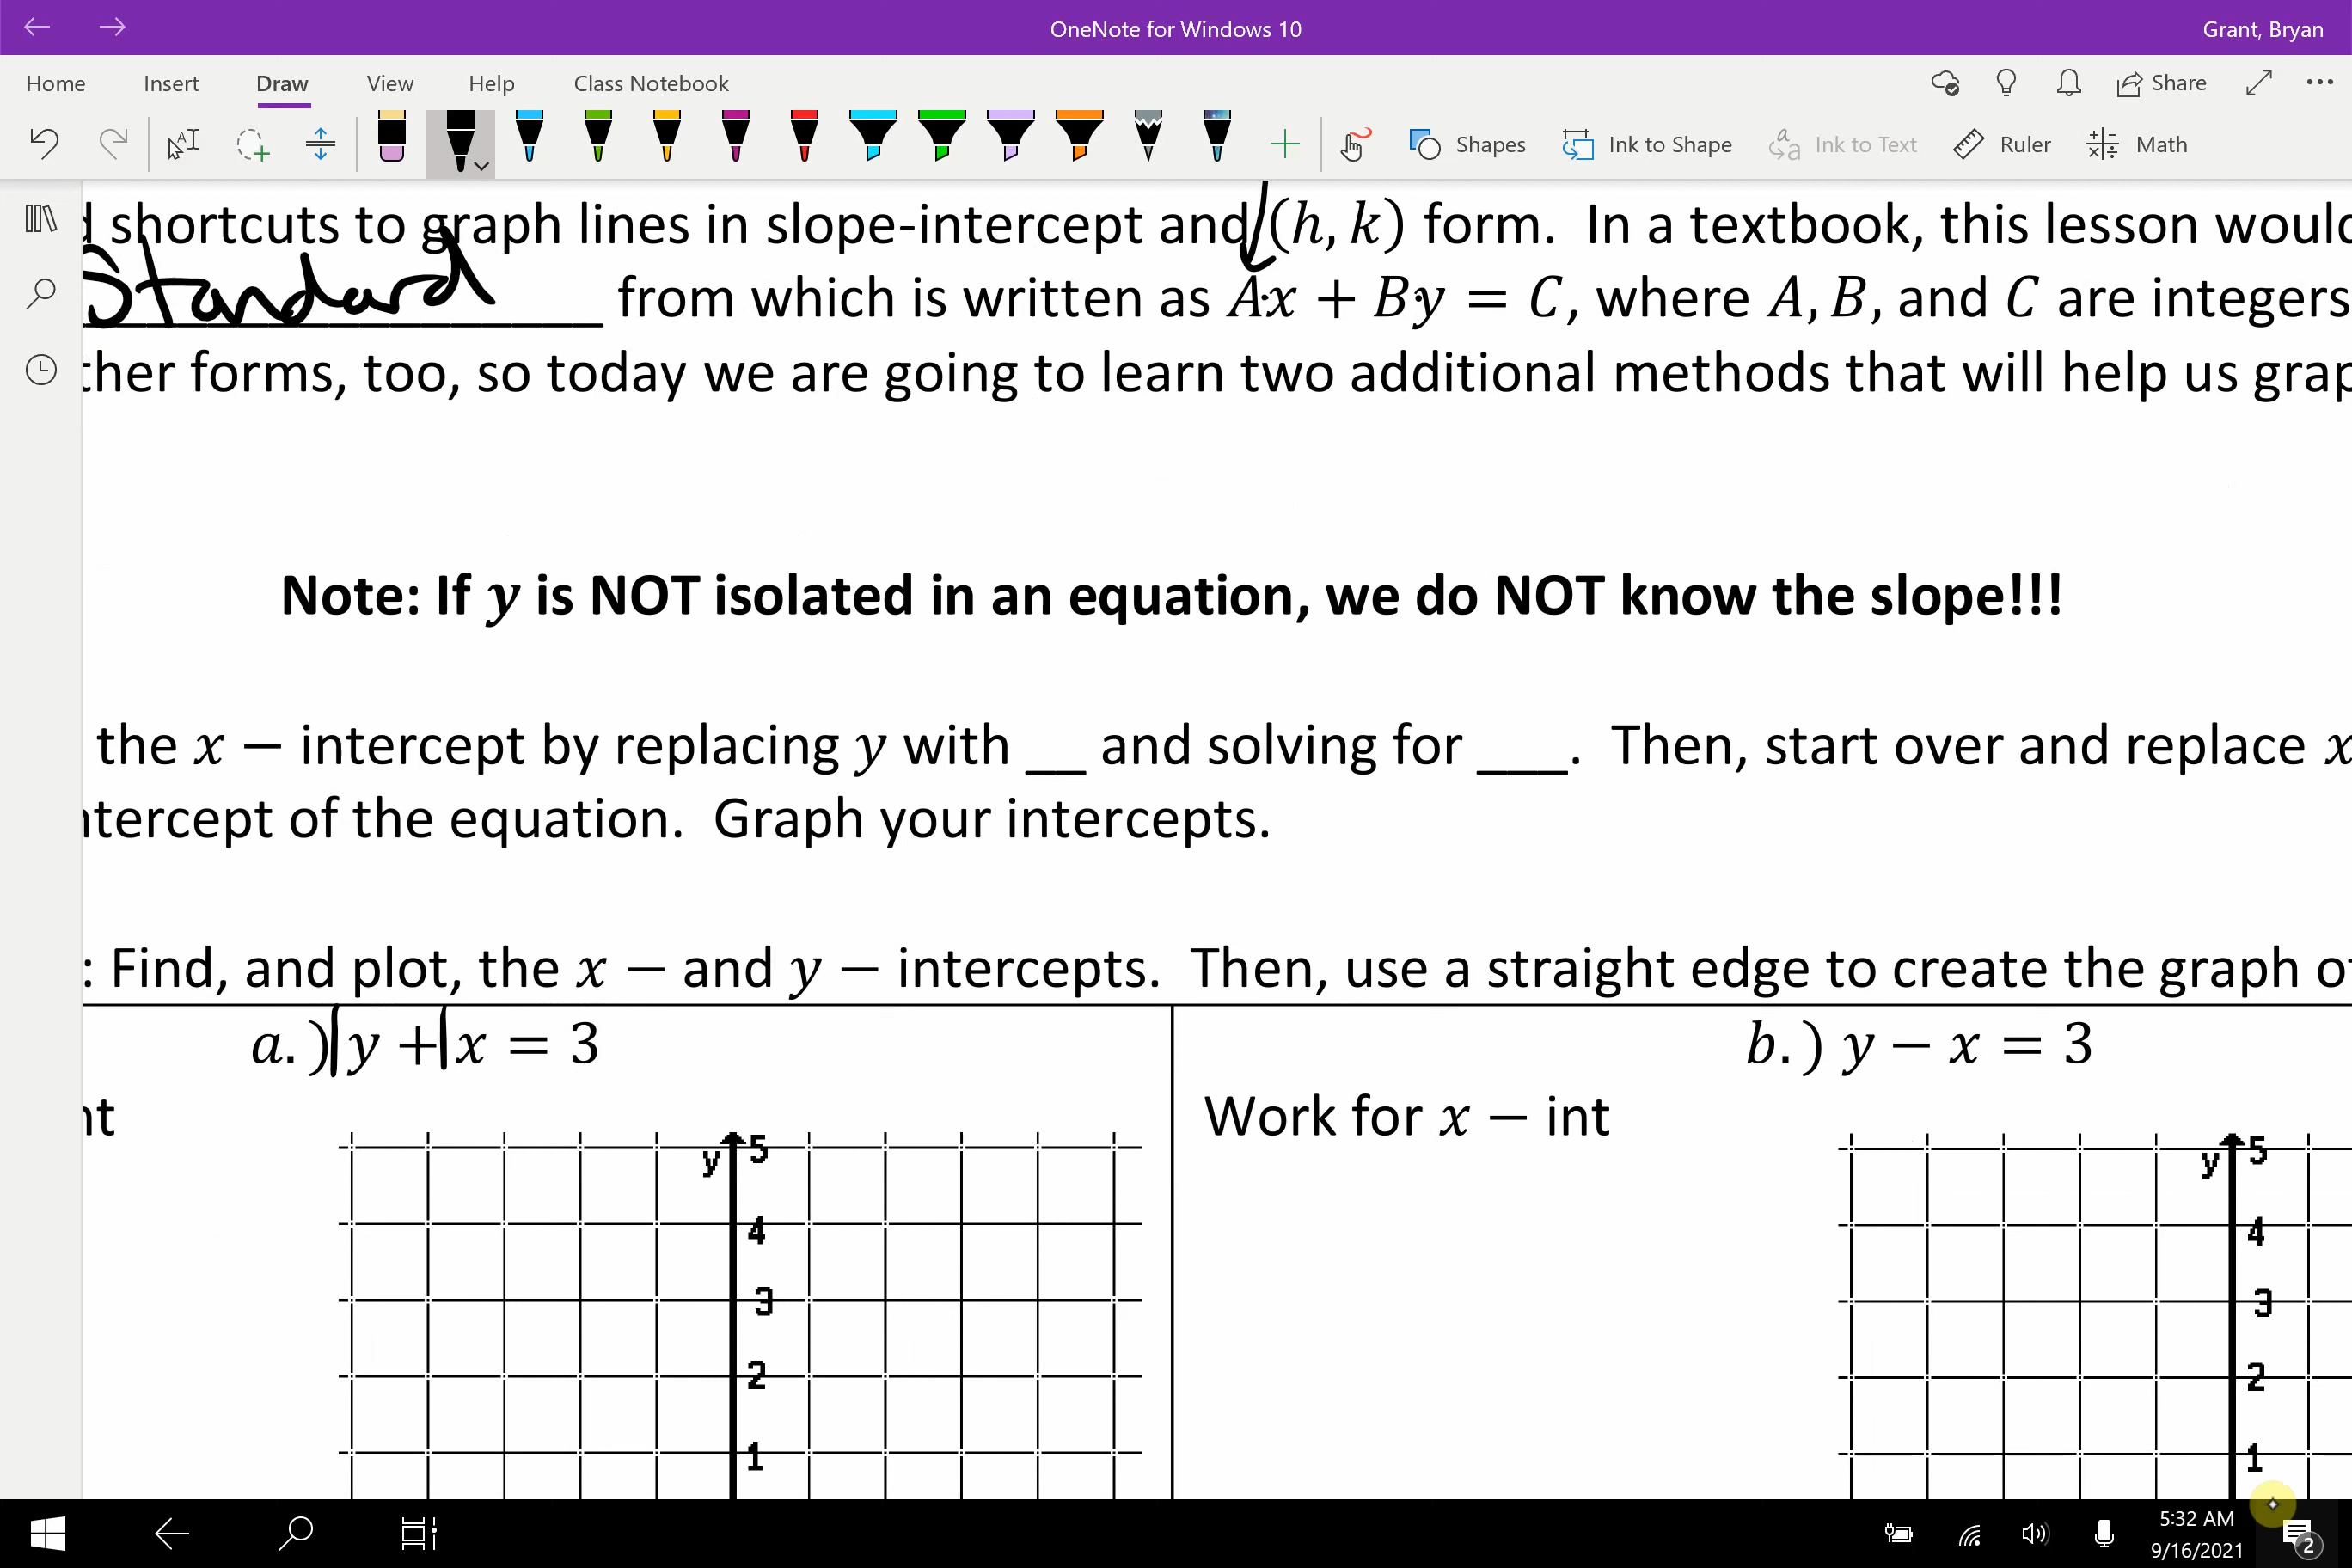 OneNote for Windows 10
Grant, Bryan
Home Insert Draw View Help Class Notebook
Share
Shapes Ink to Shape Ink to Text Ruler Math
d shortcuts to graph lines in slope-intercept and (h, k) form. In a textbook, this lesson would
Standard from which is written as A·x + B·y = C, where A, B, and C are integers
ther forms, too, so today we are going to learn two additional methods that will help us grap
Note: If y is NOT isolated in an equation, we do NOT know the slope!!!
the x − intercept by replacing y with __ and solving for ___. Then, start over and replace x
ntercept of the equation. Graph your intercepts.
: Find, and plot, the x − and y − intercepts. Then, use a straight edge to create the graph of
a.) 1y + 1x = 3
b.) y − x = 3
nt
Work for x − int
y 5
4
3
2
1
y 5
4
3
2
1
5:32 AM
9/16/2021
2